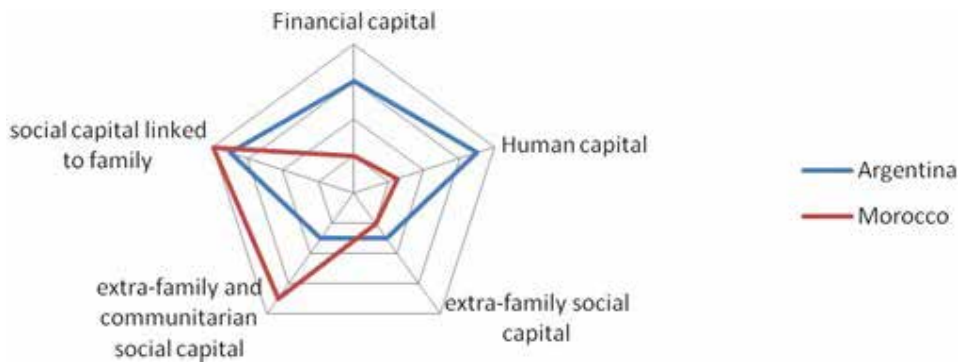 Financial capital
social capital linked
to family
Human capital
Argentina
Morocco
extra-family and
communitarian
social capital
extra-family social
capital